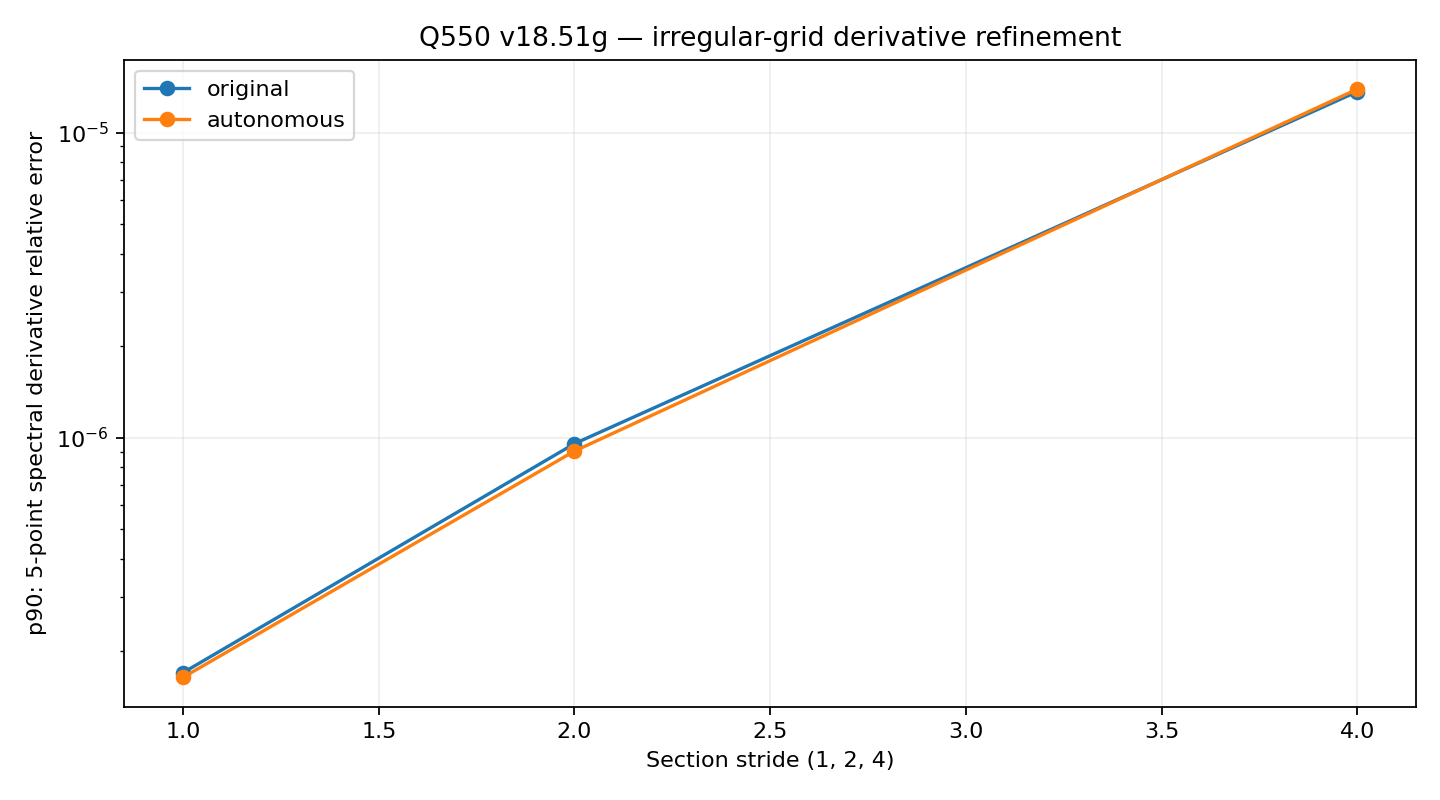 Q550 v18.51g — irregular-grid derivative refinement
original
autonomous
p90: 5-point spectral derivative relative error
10⁻⁵
10⁻⁶
1.0 1.5 2.0 2.5 3.0 3.5 4.0
Section stride (1, 2, 4)